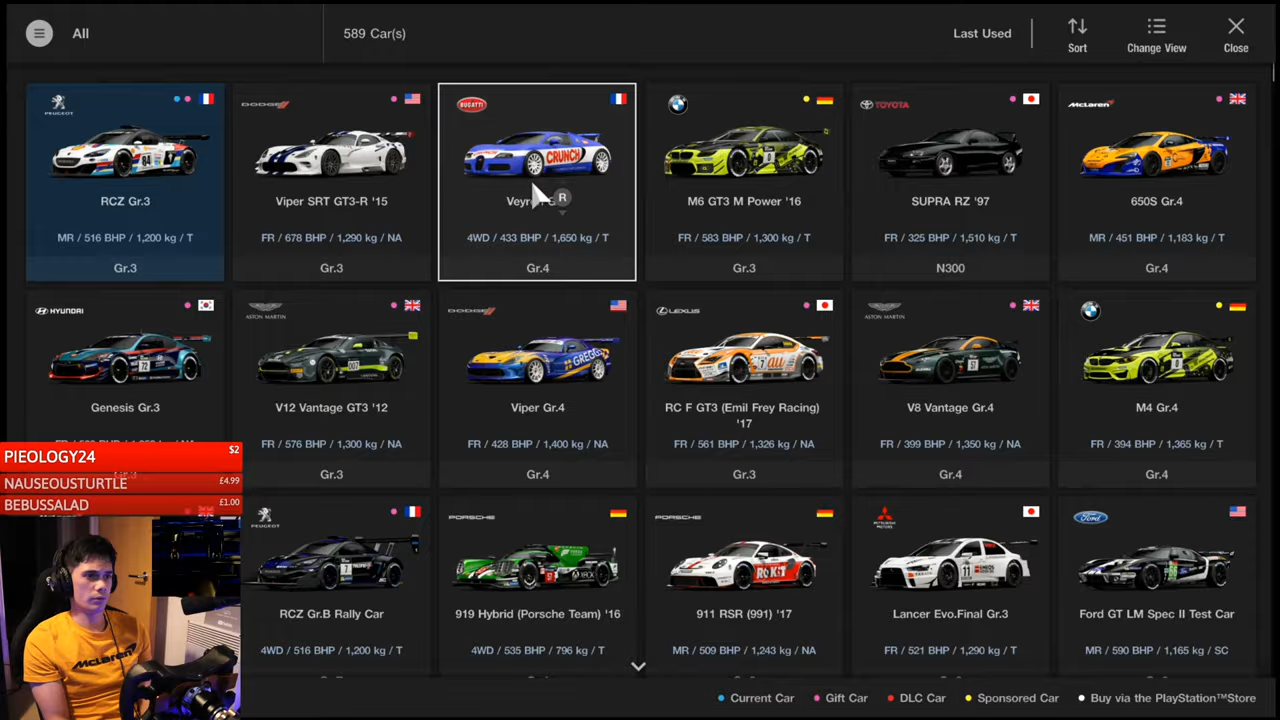 All
589 Car(s)
Last Used
Sort
Change View
Close
PEUGEOT
RCZ Gr.3
MR / 516 BHP / 1,200 kg / T
Gr.3
DODGE
Viper SRT GT3-R '15
FR / 678 BHP / 1,290 kg / NA
Gr.3
BUGATTI
CRUNCH
R
4WD / 433 BHP / 1,650 kg / T
Gr.4
M6 GT3 M Power '16
FR / 583 BHP / 1,300 kg / T
Gr.3
TOYOTA
SUPRA RZ '97
FR / 325 BHP / 1,510 kg / T
N300
McLaren
650S Gr.4
MR / 451 BHP / 1,183 kg / T
Gr.4
HYUNDAI
Genesis Gr.3
ASTON MARTIN
V12 Vantage GT3 '12
FR / 576 BHP / 1,300 kg / NA
Gr.3
DODGE
GREGGS
Viper Gr.4
FR / 428 BHP / 1,400 kg / NA
Gr.4
LEXUS
au
RC F GT3 (Emil Frey Racing)
'17
FR / 561 BHP / 1,326 kg / NA
Gr.3
ASTON MARTIN
V8 Vantage Gr.4
FR / 399 BHP / 1,350 kg / NA
Gr.4
M4 Gr.4
FR / 394 BHP / 1,365 kg / T
Gr.4
PIEOLOGY24 $2
NAUSEOUSTURTLE £4.99
BEBUSSALAD £1.00
McLaren
PEUGEOT
RCZ Gr.B Rally Car
4WD / 516 BHP / 1,200 kg / T
PORSCHE
919 Hybrid (Porsche Team) '16
4WD / 535 BHP / 796 kg / T
PORSCHE
ROKiT
911 RSR (991) '17
MR / 509 BHP / 1,243 kg / NA
MITSUBISHI
MOTORS
Lancer Evo.Final Gr.3
FR / 521 BHP / 1,290 kg / T
Ford
Ford GT LM Spec II Test Car
MR / 590 BHP / 1,165 kg / SC
Current Car
Gift Car
DLC Car
Sponsored Car
Buy via the PlayStation™Store